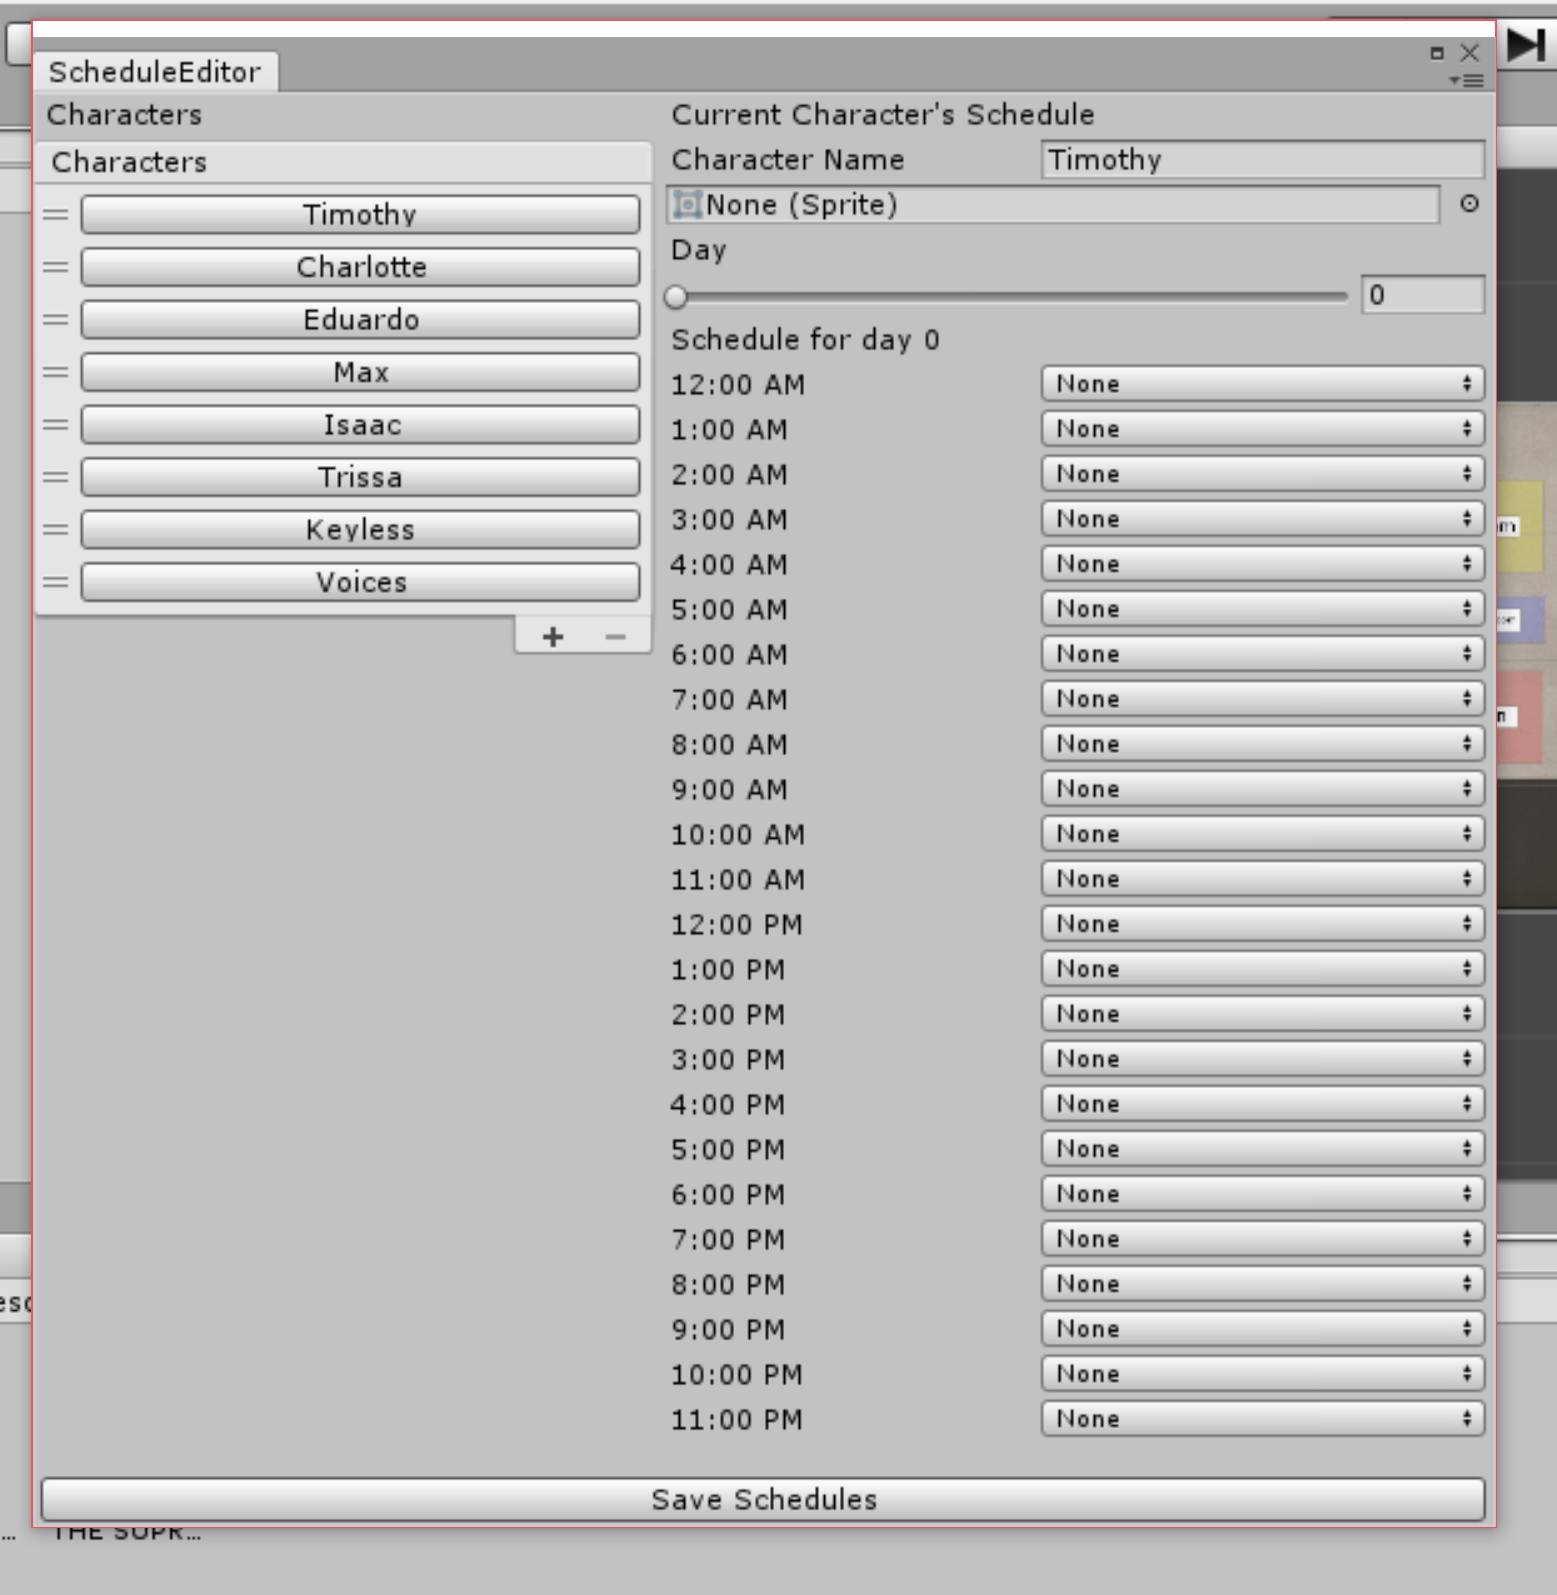 ScheduleEditor
Characters
Characters
Timothy
Charlotte
Eduardo
Max
Isaac
Trissa
Keyless
Voices
Current Character's Schedule
Character Name Timothy
None (Sprite)
Day
0
Schedule for day 0
12:00 AM None
1:00 AM None
2:00 AM None
3:00 AM None
4:00 AM None
5:00 AM None
6:00 AM None
7:00 AM None
8:00 AM None
9:00 AM None
10:00 AM None
11:00 AM None
12:00 PM None
1:00 PM None
2:00 PM None
3:00 PM None
4:00 PM None
5:00 PM None
6:00 PM None
7:00 PM None
8:00 PM None
9:00 PM None
10:00 PM None
11:00 PM None
Save Schedules
... THE SUPR...